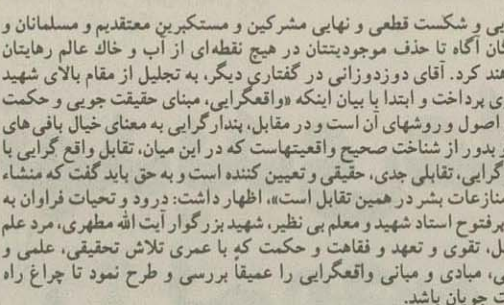 یی و شکست قطعی و نهایی مشرکین و مستکبرین معتقدیم و مسلمانان و
ان آگاه تا حذف موجودیتتان در هیچ نقطه‌ای از آب و خاك عالم رهایتان
هند کرد. آقای دوزدوزانی در گفتاری دیگر، به تجلیل از مقام بالای شهید
ی پرداخت و ابتدا با بیان اینکه «واقعگرایی، مبنای حقیقت جویی و حکمت
اصول و روشهای آن است و در مقابل، پندارگرایی به معنای خیال بافی های
بدور از شناخت صحیح واقعیتهاست که در این میان، تقابل واقع گرایی با
گرایی، تقابلی جدی، حقیقی و تعیین کننده است و به حق باید گفت که منشاء
منازعات بشر در همین تقابل است»، اظهار داشت: درود و تحیات فراوان به
پرفتوح استاد شهید و معلم بی نظیر، شهید بزرگوار آیت الله مطهری، مرد علم
ل، تقوی و تعهد و فقاهت و حکمت که با عمری تلاش تحقیقی، علمی و
ی، مبادی و مبانی واقعگرایی را عمیقاً بررسی و طرح نمود تا چراغ راه
ت جویان باشد.